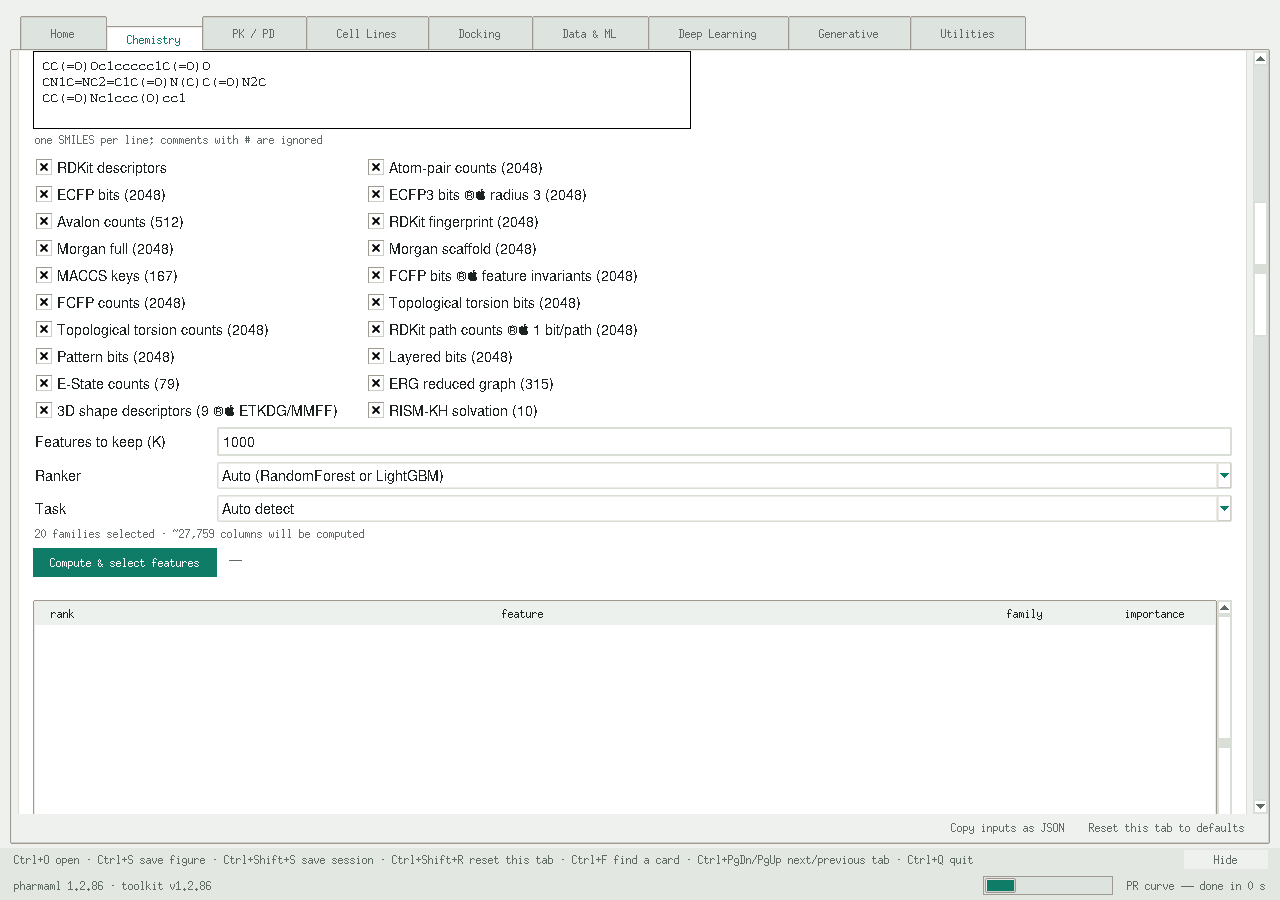 Home Chemistry PK / PD Cell Lines Docking Data & ML Deep Learning Generative Utilities
CC(=O)Oc1ccccc1C(=O)O
CN1C=NC2=C1C(=O)N(C)C(=O)N2C
CC(=O)Nc1ccc(O)cc1
one SMILES per line; comments with # are ignored
RDKit descriptors Atom-pair counts (2048)
ECFP bits (2048) ECFP3 bits ® radius 3 (2048)
Avalon counts (512) RDKit fingerprint (2048)
Morgan full (2048) Morgan scaffold (2048)
MACCS keys (167) FCFP bits ® feature invariants (2048)
FCFP counts (2048) Topological torsion bits (2048)
Topological torsion counts (2048) RDKit path counts ® 1 bit/path (2048)
Pattern bits (2048) Layered bits (2048)
E-State counts (79) ERG reduced graph (315)
3D shape descriptors (9 ® ETKDG/MMFF) RISM-KH solvation (10)
Features to keep (K) 1000
Ranker Auto (RandomForest or LightGBM)
Task Auto detect
20 families selected · ~27,759 columns will be computed
Compute & select features —
rank feature family importance
Copy inputs as JSON Reset this tab to defaults
Ctrl+O open · Ctrl+S save figure · Ctrl+Shift+S save session · Ctrl+Shift+R reset this tab · Ctrl+F find a card · Ctrl+PgDn/PgUp next/previous tab · Ctrl+Q quit Hide
pharmaml 1.2.86 · toolkit v1.2.86 PR curve — done in 0 s